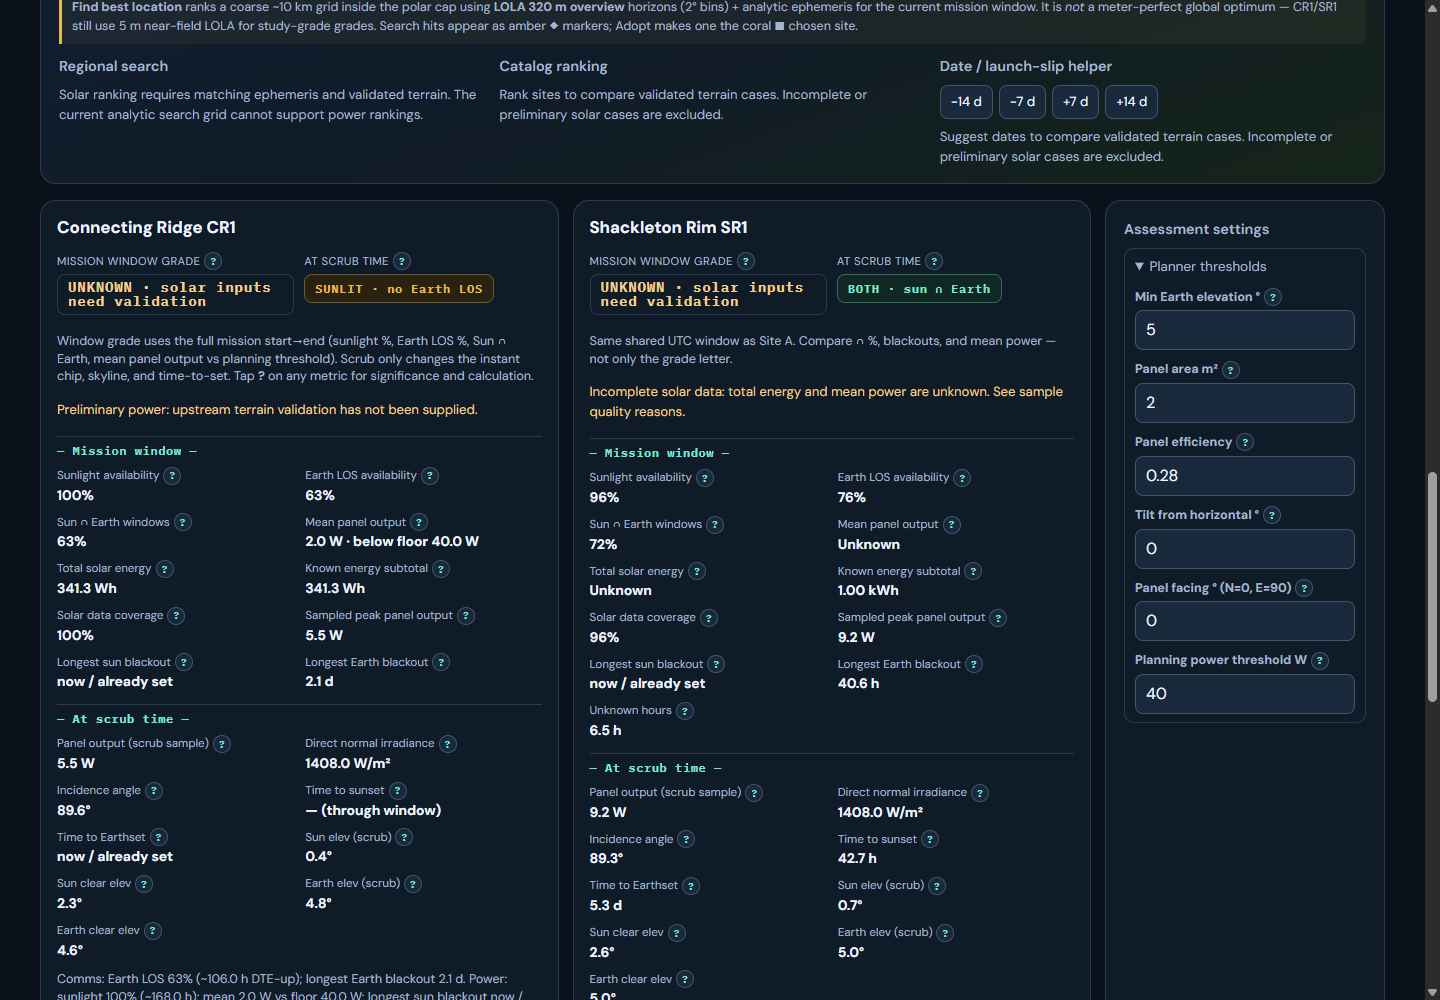 Find best location ranks a coarse ~10 km grid inside the polar cap using LOLA 320 m overview horizons (2° bins) + analytic ephemeris for the current mission window. It is not a meter-perfect global optimum — CR1/SR1
still use 5 m near-field LOLA for study-grade grades. Search hits appear as amber ◆ markers; Adopt makes one the coral ■ chosen site.
Regional search
Solar ranking requires matching ephemeris and validated terrain. The
current analytic search grid cannot support power rankings.
Catalog ranking
Rank sites to compare validated terrain cases. Incomplete or
preliminary solar cases are excluded.
Date / launch-slip helper
-14 d  -7 d  +7 d  +14 d
Suggest dates to compare validated terrain cases. Incomplete or
preliminary solar cases are excluded.
Connecting Ridge CR1
MISSION WINDOW GRADE ?  AT SCRUB TIME ?
UNKNOWN · solar inputs
need validation
SUNLIT · no Earth LOS
Window grade uses the full mission start→end (sunlight %, Earth LOS %, Sun ∩
Earth, mean panel output vs planning threshold). Scrub only changes the instant
chip, skyline, and time-to-set. Tap ? on any metric for significance and calculation.
Preliminary power: upstream terrain validation has not been supplied.
— Mission window —
Sunlight availability ?  Earth LOS availability ?
100%  63%
Sun ∩ Earth windows ?  Mean panel output ?
63%  2.0 W · below floor 40.0 W
Total solar energy ?  Known energy subtotal ?
341.3 Wh  341.3 Wh
Solar data coverage ?  Sampled peak panel output ?
100%  5.5 W
Longest sun blackout ?  Longest Earth blackout ?
now / already set  2.1 d
— At scrub time —
Panel output (scrub sample) ?  Direct normal irradiance ?
5.5 W  1408.0 W/m²
Incidence angle ?  Time to sunset ?
89.6°  — (through window)
Time to Earthset ?  Sun elev (scrub) ?
now / already set  0.4°
Sun clear elev ?  Earth elev (scrub) ?
2.3°  4.8°
Earth clear elev ?
4.6°
Comms: Earth LOS 63% (~106.0 h DTE-up); longest Earth blackout 2.1 d. Power:
sunlight 100% (~168.0 h); mean 2.0 W vs floor 40.0 W; longest sun blackout now /
Shackleton Rim SR1
MISSION WINDOW GRADE ?  AT SCRUB TIME ?
UNKNOWN · solar inputs
need validation
BOTH · sun ∩ Earth
Same shared UTC window as Site A. Compare ∩ %, blackouts, and mean power —
not only the grade letter.
Incomplete solar data: total energy and mean power are unknown. See sample
quality reasons.
— Mission window —
Sunlight availability ?  Earth LOS availability ?
96%  76%
Sun ∩ Earth windows ?  Mean panel output ?
72%  Unknown
Total solar energy ?  Known energy subtotal ?
Unknown  1.00 kWh
Solar data coverage ?  Sampled peak panel output ?
96%  9.2 W
Longest sun blackout ?  Longest Earth blackout ?
now / already set  40.6 h
Unknown hours ?
6.5 h
— At scrub time —
Panel output (scrub sample) ?  Direct normal irradiance ?
9.2 W  1408.0 W/m²
Incidence angle ?  Time to sunset ?
89.3°  42.7 h
Time to Earthset ?  Sun elev (scrub) ?
5.3 d  0.7°
Sun clear elev ?  Earth elev (scrub) ?
2.6°  5.0°
Earth clear elev ?
5.0°
Assessment settings
▼ Planner thresholds
Min Earth elevation ° ?
5
Panel area m² ?
2
Panel efficiency ?
0.28
Tilt from horizontal ° ?
0
Panel facing ° (N=0, E=90) ?
0
Planning power threshold W ?
40